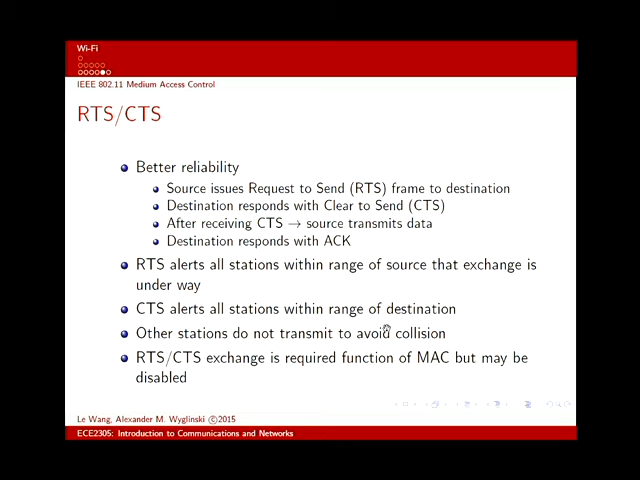 Wi-Fi
IEEE 802.11 Medium Access Control
RTS/CTS
Better reliability
Source issues Request to Send (RTS) frame to destination
Destination responds with Clear to Send (CTS)
After receiving CTS → source transmits data
Destination responds with ACK
RTS alerts all stations within range of source that exchange is
under way
CTS alerts all stations within range of destination
Other stations do not transmit to avoid collision
RTS/CTS exchange is required function of MAC but may be
disabled
Le Wang, Alexander M. Wyglinski ©2015
ECE2305: Introduction to Communications and Networks